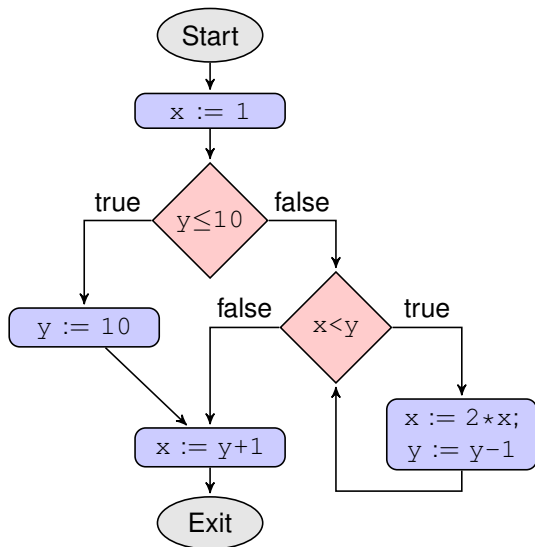 Start
x := 1
true
false
y≤10
false
true
y := 10
x<y
x := 2*x;
y := y-1
x := y+1
Exit